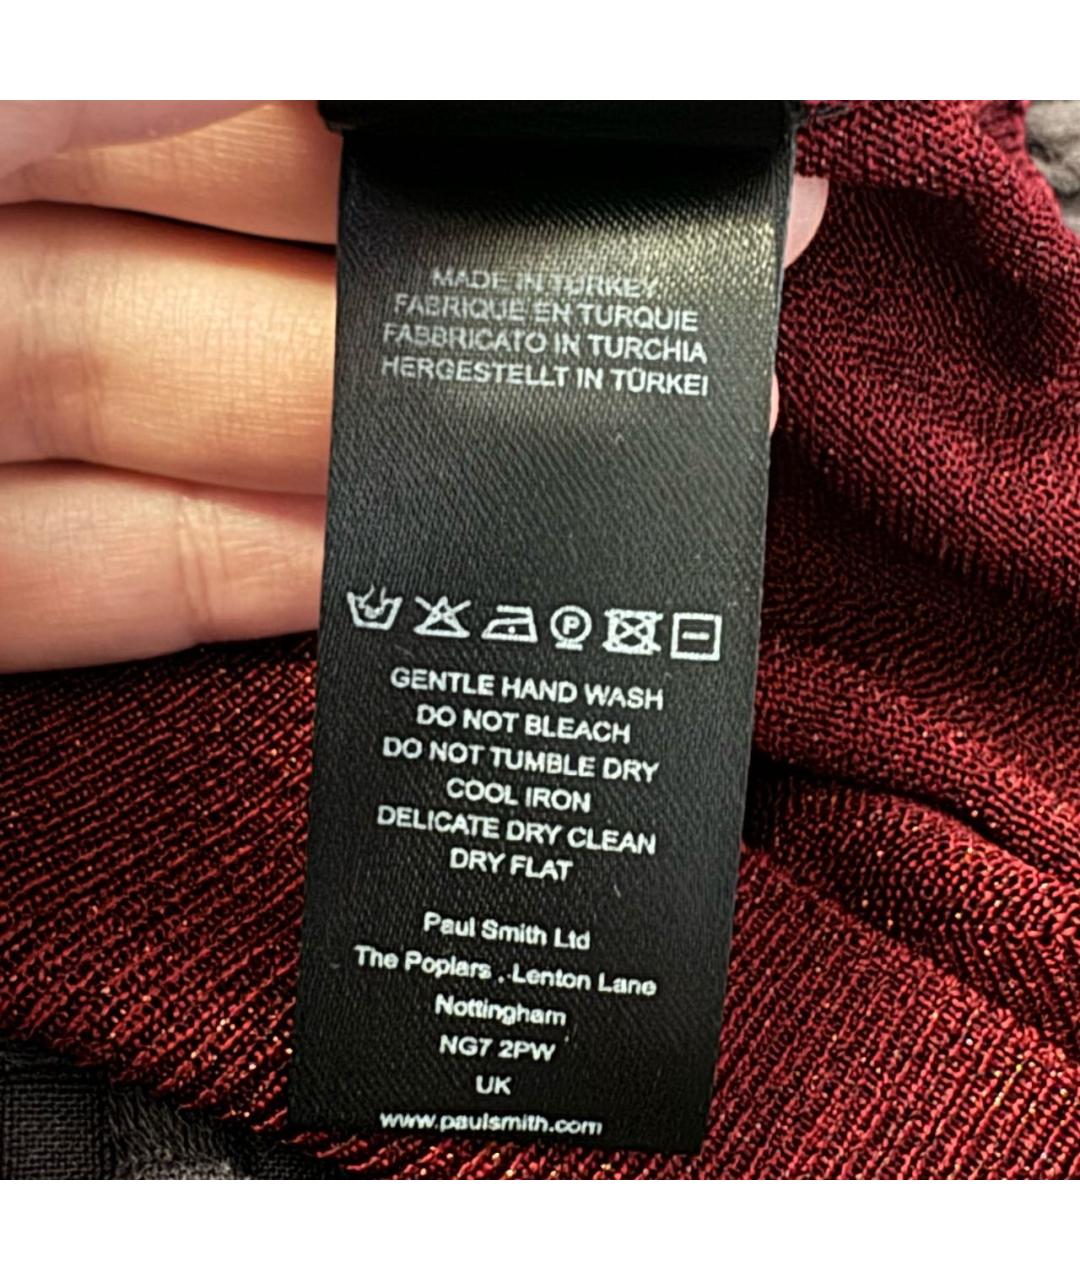 MADE IN TURKEY
FABRIQUE EN TURQUIE
FABBRICATO IN TURCHIA
HERGESTELLT IN TÜRKEI
P
GENTLE HAND WASH
DO NOT BLEACH
DO NOT TUMBLE DRY
COOL IRON
DELICATE DRY CLEAN
DRY FLAT
Paul Smith Ltd
The Poplars , Lenton Lane
Nottingham
NG7 2PW
UK
www.paulsmith.com